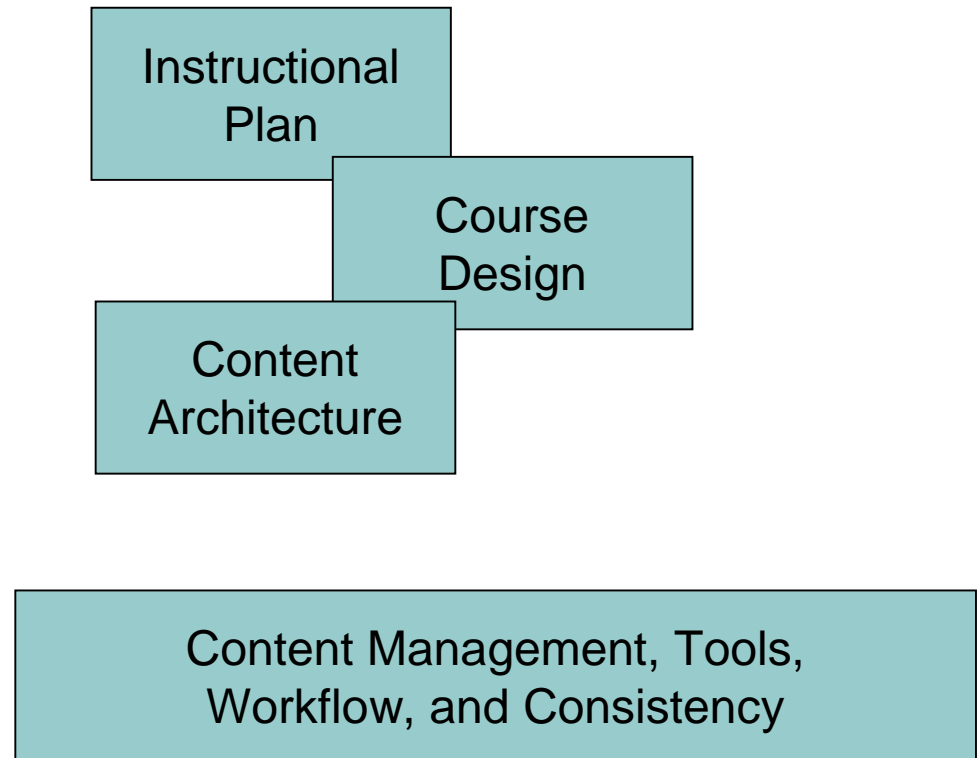 Instructional
Plan
Course
Design
Content
Architecture
Content Management, Tools,
Workflow, and Consistency